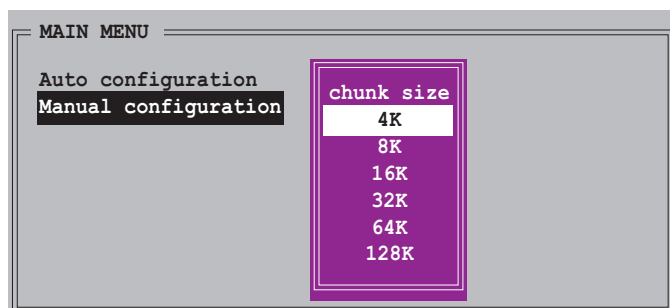 MAIN MENU
Auto configuration
Manual configuration
chunk size
4K
8K
16K
32K
64K
128K